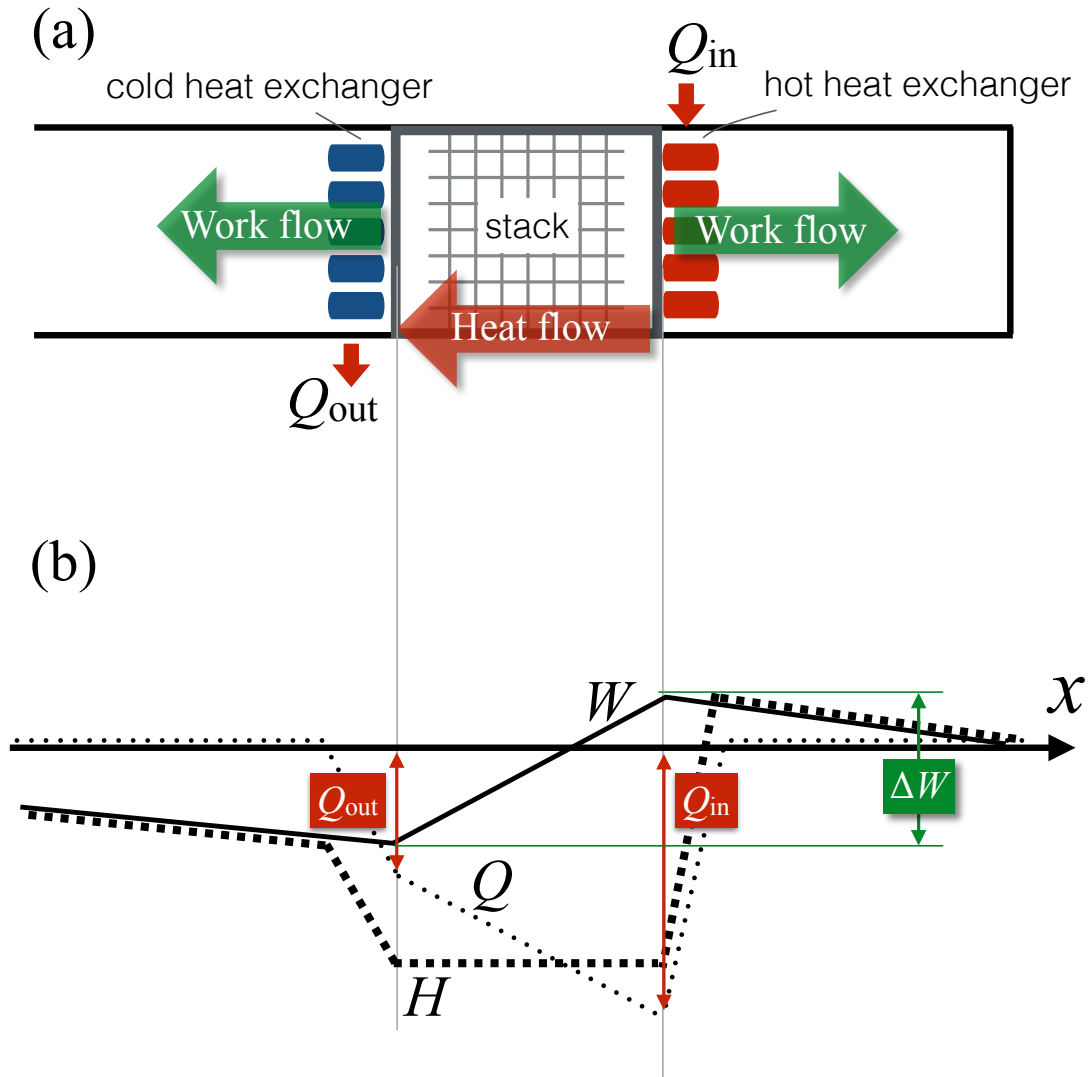 (a)
Qin
cold heat exchanger
hot heat exchanger
Work flow
stack
Work flow
Heat flow
Qout
(b)
W
x
Qout
Qin
ΔW
Q
H